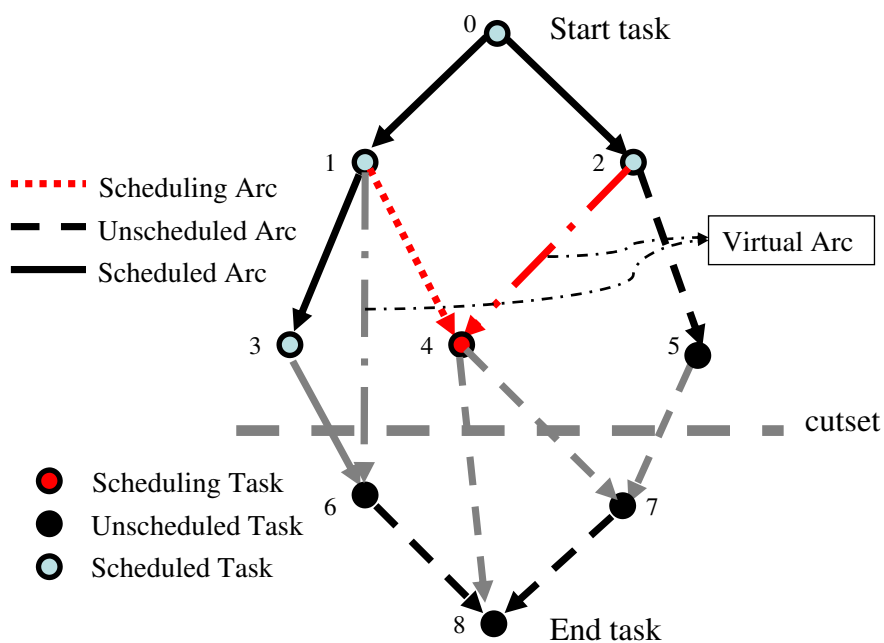 0
Start task
1
2
Scheduling Arc
Unscheduled Arc
Scheduled Arc
Virtual Arc
3
4
5
cutset
Scheduling Task
Unscheduled Task
Scheduled Task
6
7
8
End task